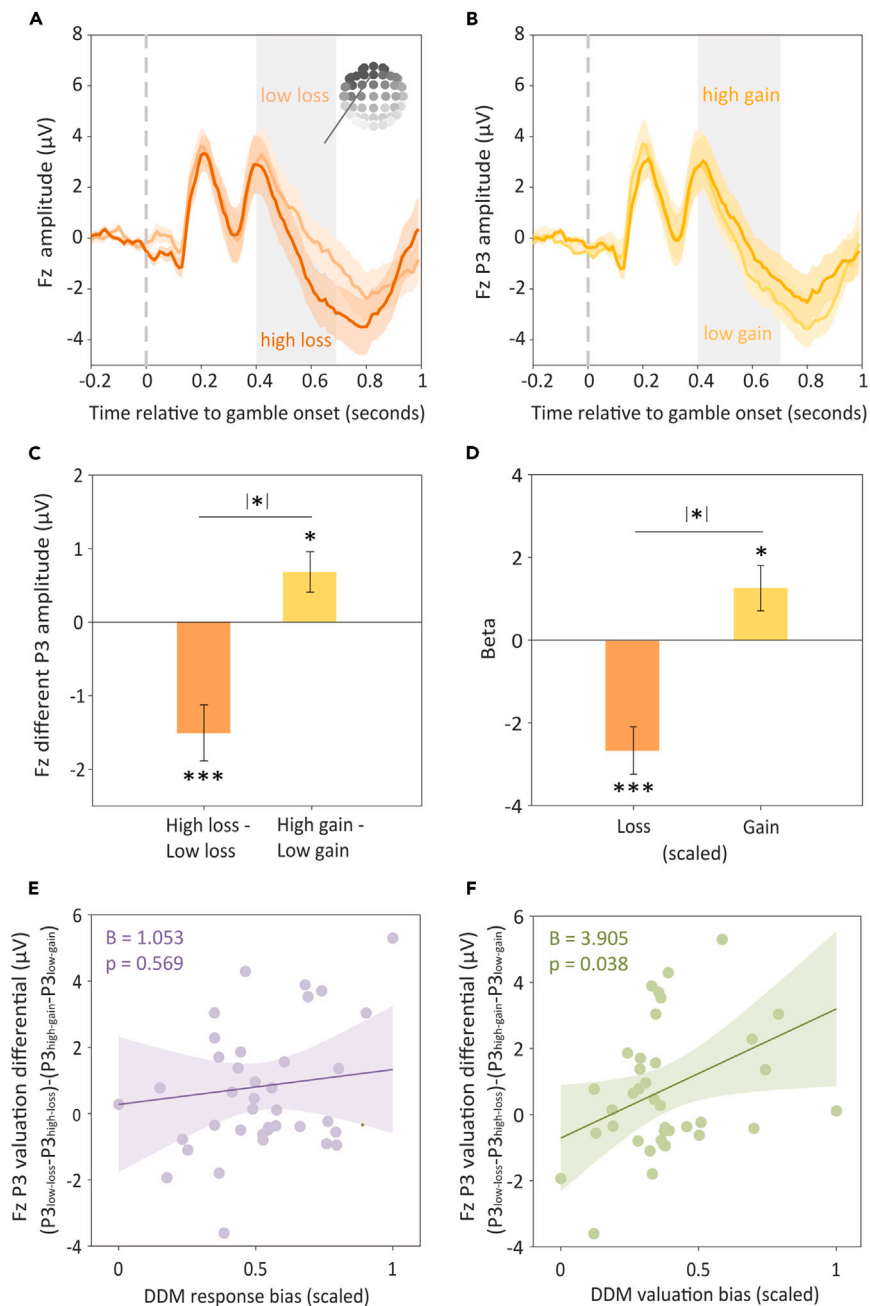 A
8
6
4
2
0
-2
-4
Fz amplitude (µV)
low loss
high loss
-0.2 0 0.2 0.4 0.6 0.8 1
Time relative to gamble onset (seconds)
B
8
6
4
2
0
-2
-4
Fz P3 amplitude (µV)
high gain
low gain
-0.2 0 0.2 0.4 0.6 0.8 1
Time relative to gamble onset (seconds)
C
2
1
0
-1
-2
Fz different P3 amplitude (µV)
|*|
*
***
High loss - High gain -
Low loss Low gain
D
4
2
0
-2
-4
Beta
|*|
*
***
Loss Gain
(scaled)
E
6
4
2
0
-2
-4
Fz P3 valuation differential (µV)
(P3low-loss-P3high-loss)-(P3high-gain-P3low-gain)
B = 1.053
p = 0.569
0 0.5 1
DDM response bias (scaled)
F
6
4
2
0
-2
-4
Fz P3 valuation differential (µV)
(P3low-loss-P3high-loss)-(P3high-gain-P3low-gain)
B = 3.905
p = 0.038
0 0.5 1
DDM valuation bias (scaled)